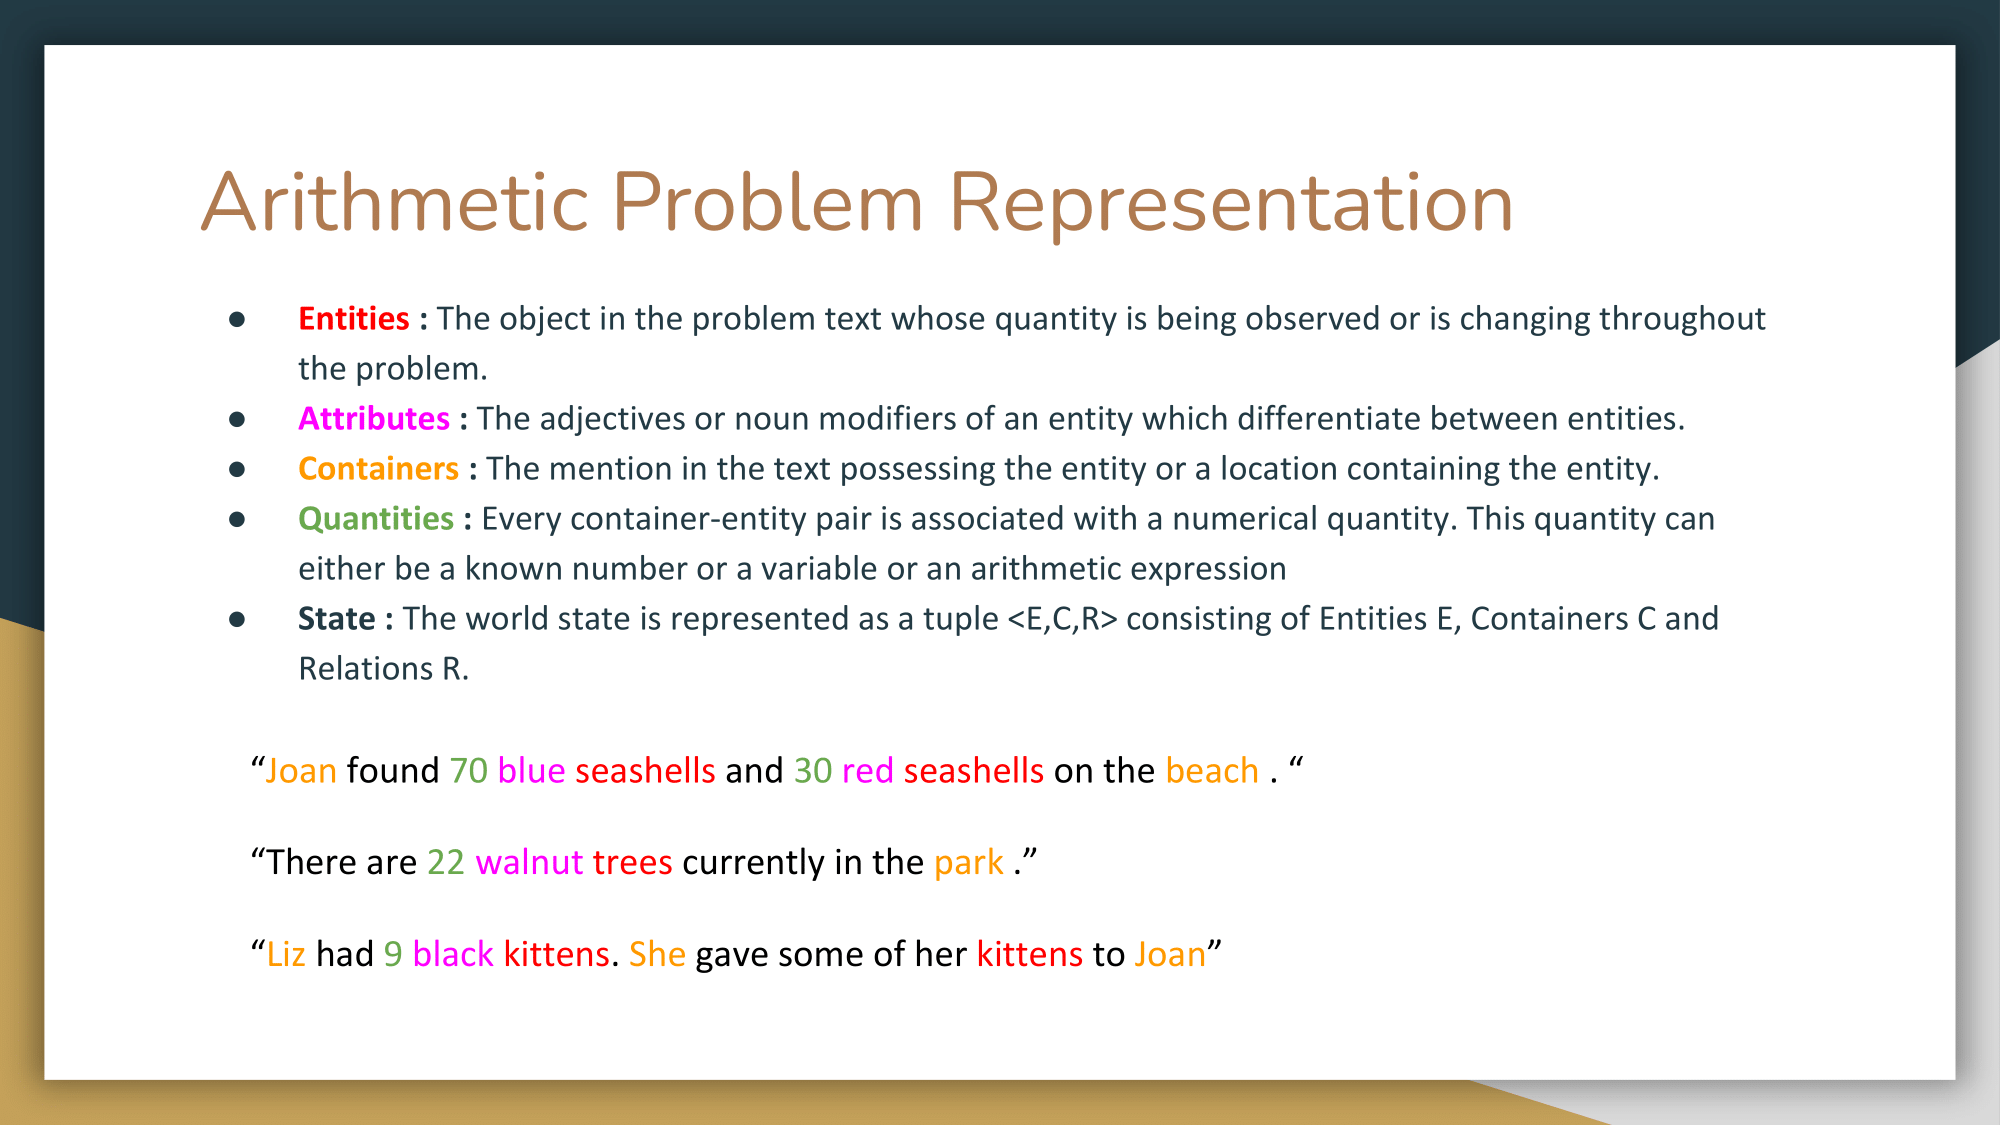 Arithmetic Problem Representation
● Entities : The object in the problem text whose quantity is being observed or is changing throughout
the problem.
● Attributes : The adjectives or noun modifiers of an entity which differentiate between entities.
● Containers : The mention in the text possessing the entity or a location containing the entity.
● Quantities : Every container-entity pair is associated with a numerical quantity. This quantity can
either be a known number or a variable or an arithmetic expression
● State : The world state is represented as a tuple <E,C,R> consisting of Entities E, Containers C and
Relations R.
“Joan found 70 blue seashells and 30 red seashells on the beach . “
“There are 22 walnut trees currently in the park .”
“Liz had 9 black kittens. She gave some of her kittens to Joan”